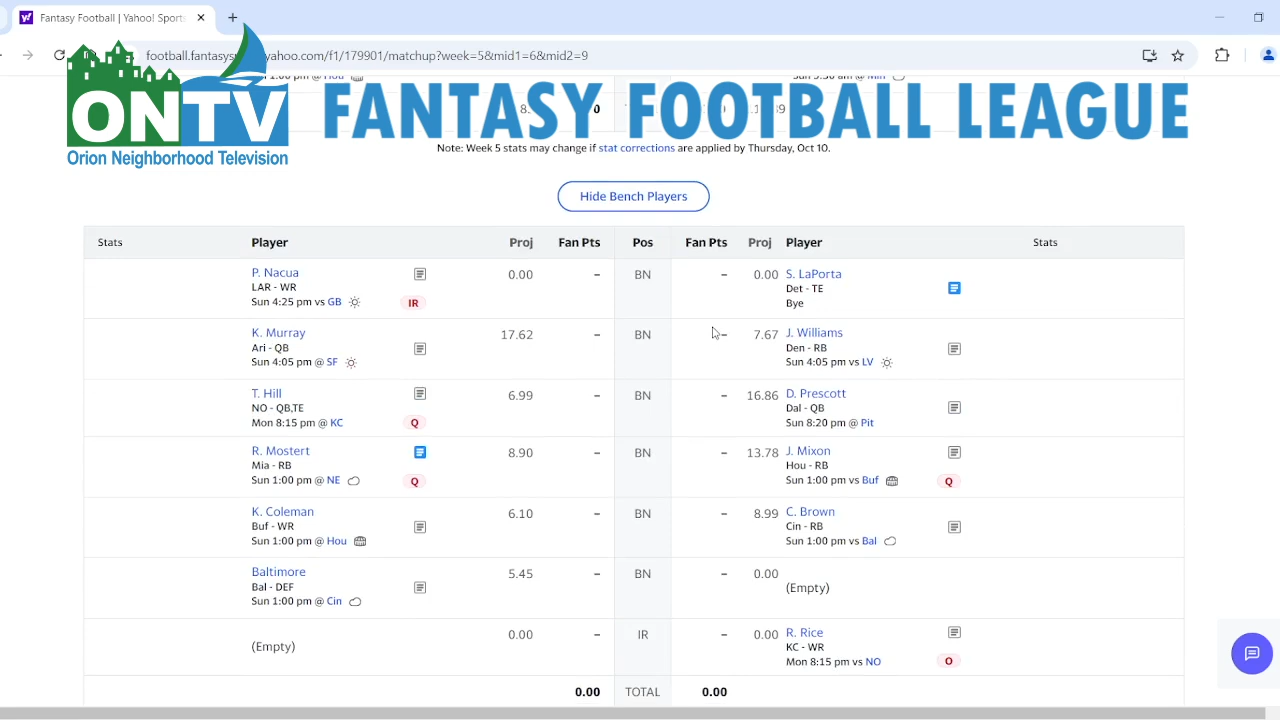 Fantasy Football | Yahoo! Sports
football.fantasys yahoo.com/f1/179901/matchup?week=5&mid1=6&mid2=9
ONTV
Orion Neighborhood Television
FANTASY FOOTBALL LEAGUE
Note: Week 5 stats may change if stat corrections are applied by Thursday, Oct 10.
Hide Bench Players
Stats Player Proj Fan Pts Pos Fan Pts Proj Player Stats
P. Nacua 0.00 – BN – 0.00 S. LaPorta
LAR - WR Det - TE
Sun 4:25 pm vs GB IR Bye
K. Murray 17.62 – BN – 7.67 J. Williams
Ari - QB Den - RB
Sun 4:05 pm @ SF Sun 4:05 pm vs LV
T. Hill 6.99 – BN – 16.86 D. Prescott
NO - QB,TE Dal - QB
Mon 8:15 pm @ KC Q Sun 8:20 pm @ Pit
R. Mostert 8.90 – BN – 13.78 J. Mixon
Mia - RB Hou - RB
Sun 1:00 pm @ NE Q Sun 1:00 pm vs Buf Q
K. Coleman 6.10 – BN – 8.99 C. Brown
Buf - WR Cin - RB
Sun 1:00 pm @ Hou Sun 1:00 pm vs Bal
Baltimore 5.45 – BN – 0.00
Bal - DEF (Empty)
Sun 1:00 pm @ Cin
(Empty) 0.00 – IR – 0.00 R. Rice
KC - WR
Mon 8:15 pm vs NO O
0.00 TOTAL 0.00